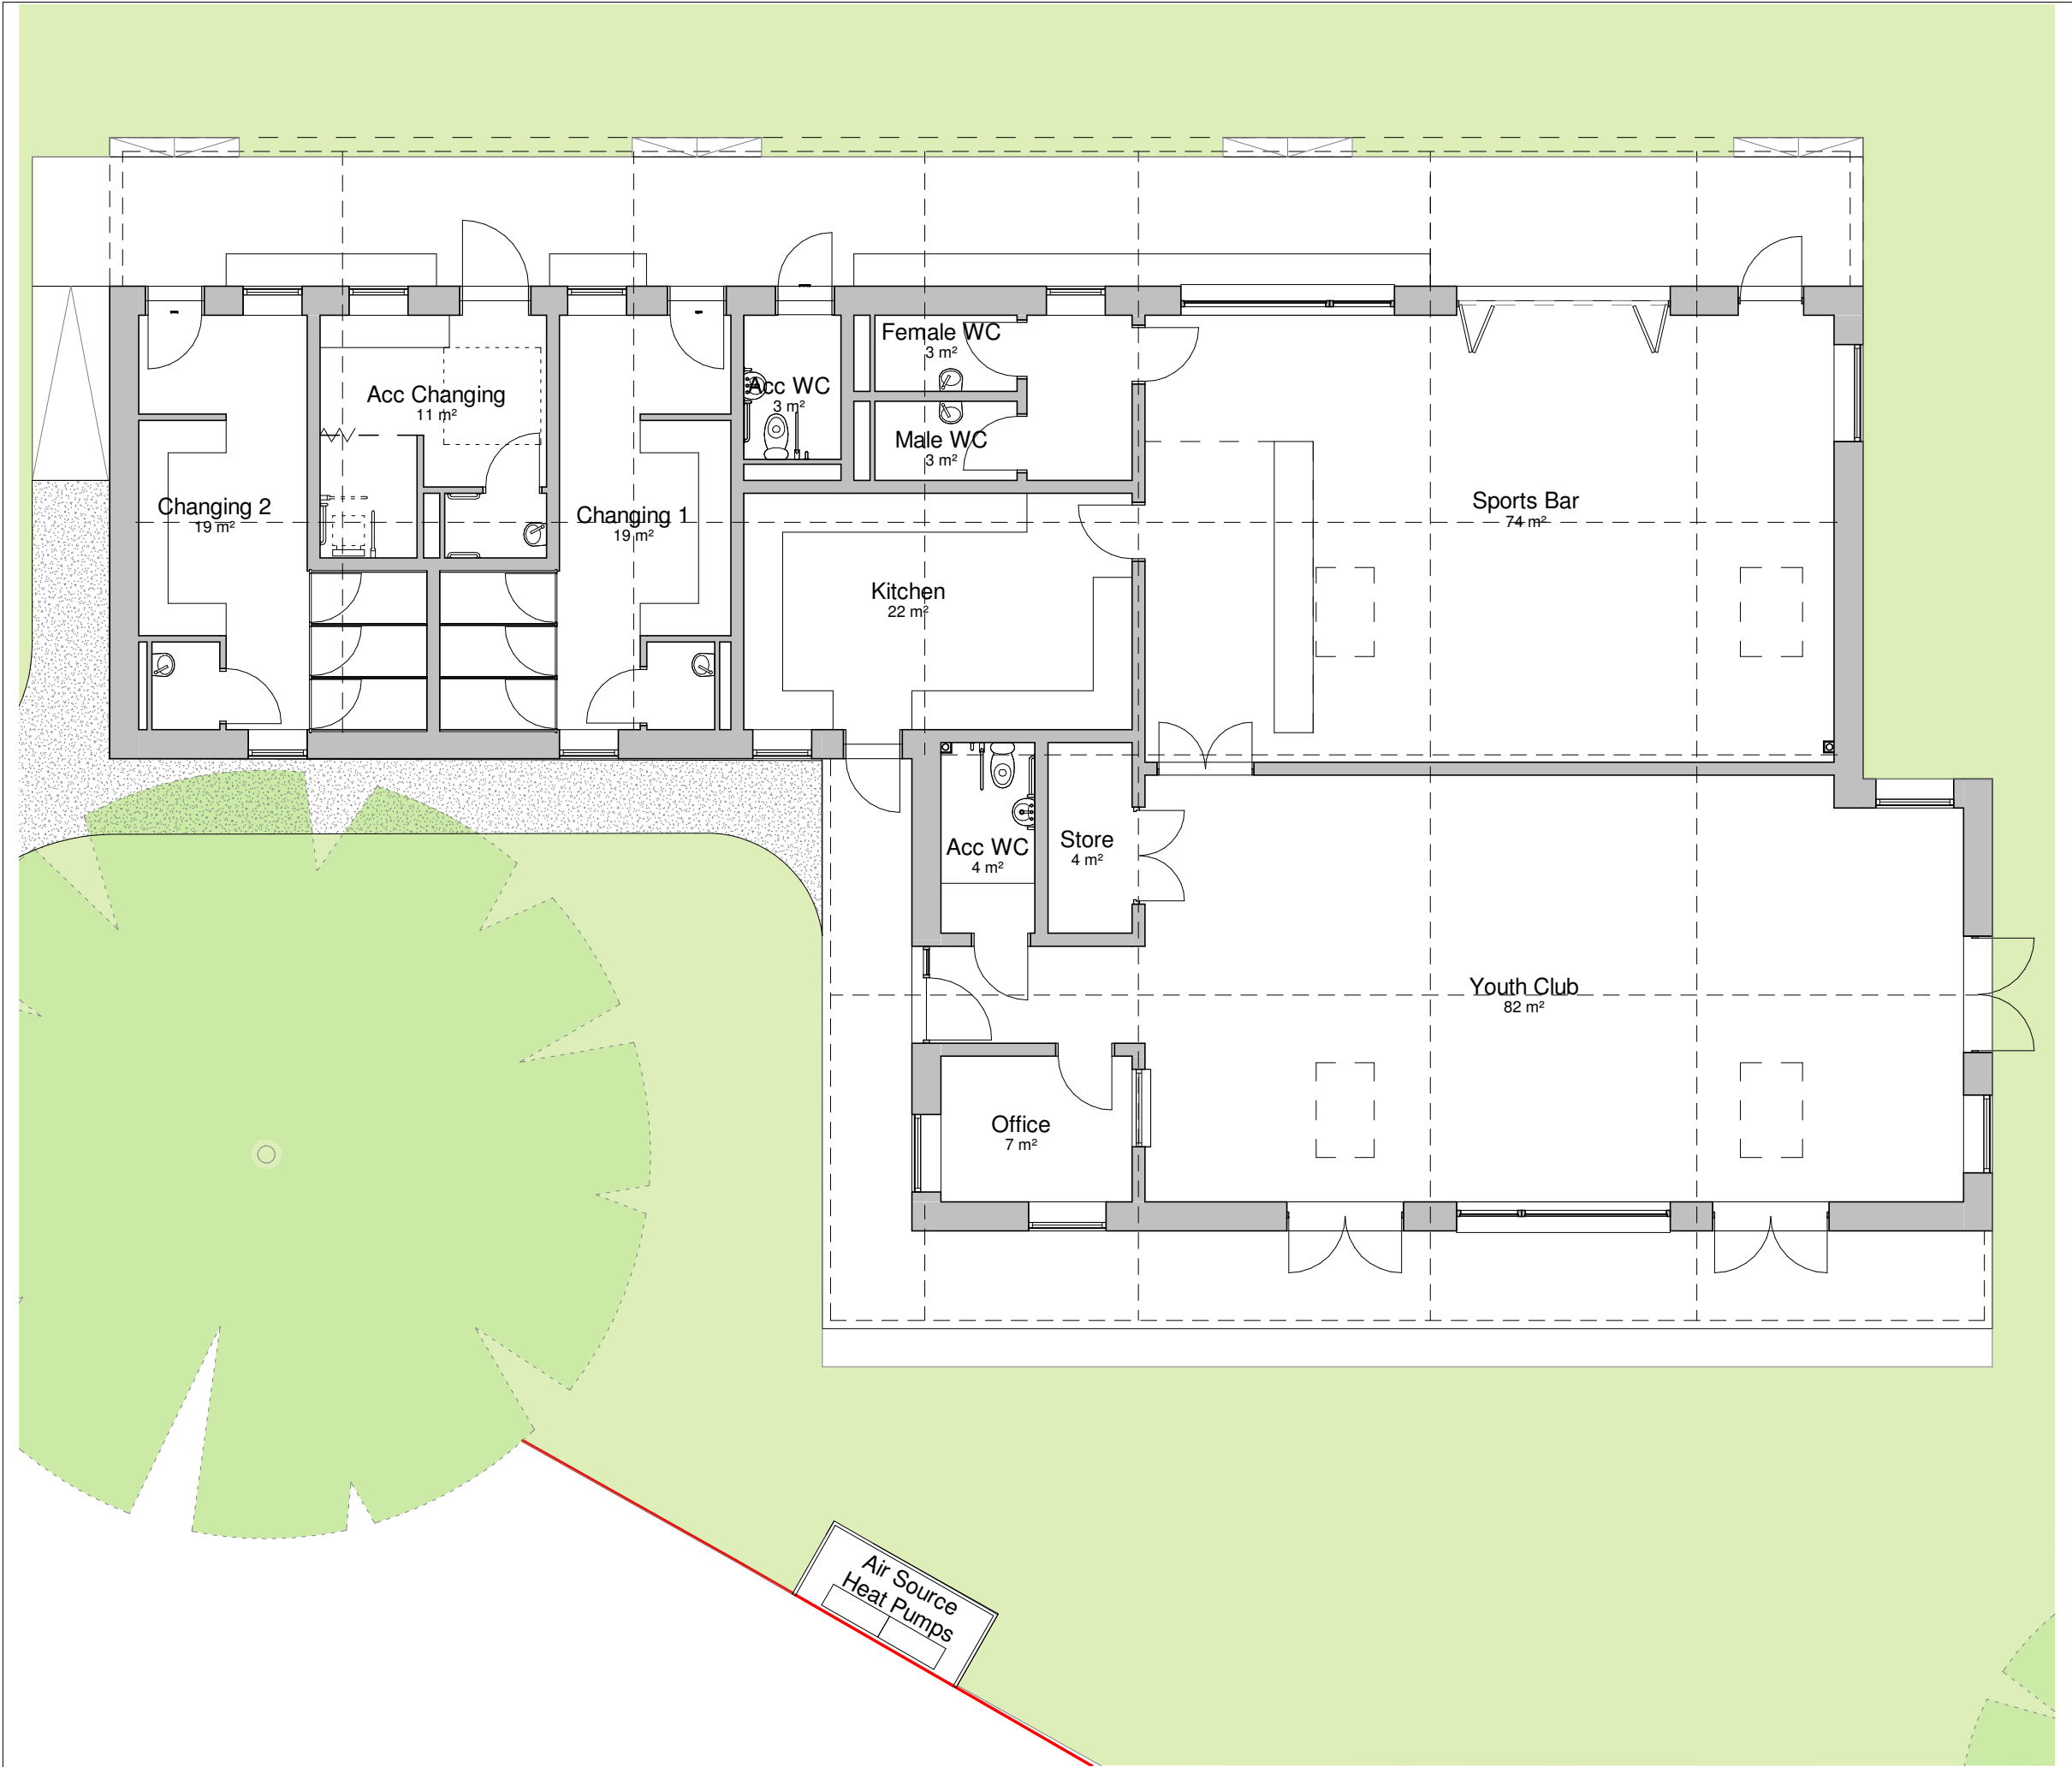 Female WC
3 m²
Acc Changing
11 m²
Acc WC
3 m²
Male WC
3 m²
Changing 2
19 m²
Changing 1
19 m²
Sports Bar
74 m²
Kitchen
22 m²
Acc WC
4 m²
Store
4 m²
Youth Club
82 m²
Office
7 m²
Air Source
Heat Pumps